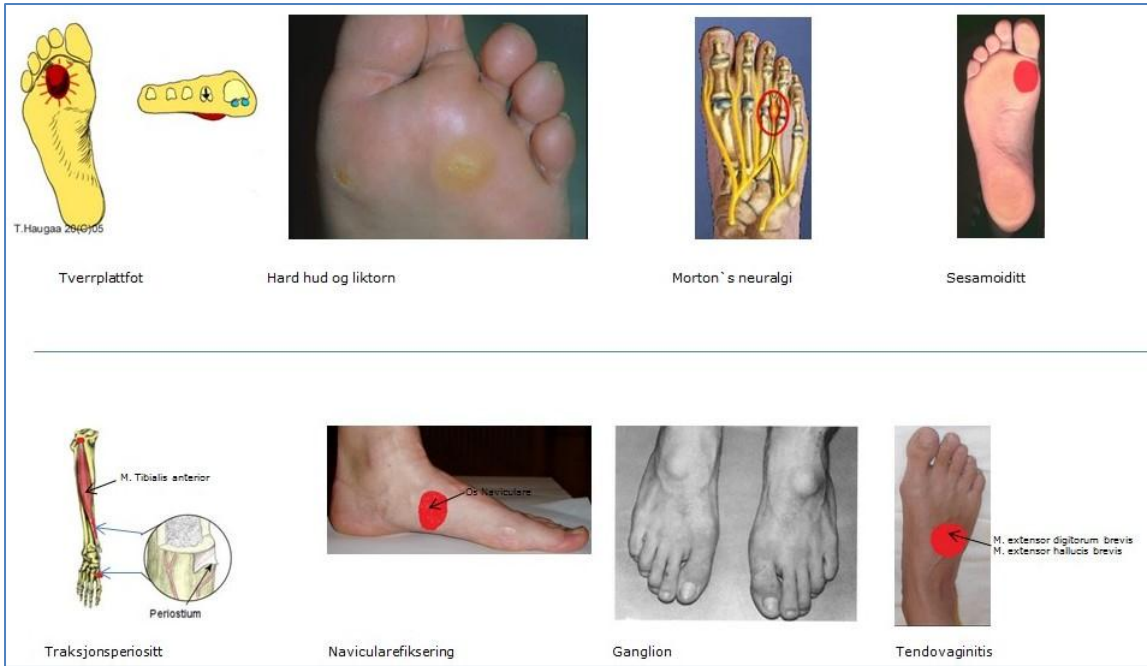 T.Haugaa 20(C)05
Tverrplattfot
Hard hud og liktorn
Morton`s neuralgi
Sesamoiditt
M. Tibialis anterior
Periostium
Os Naviculare
M. extensor digitorum brevis
M. extensor hallucis brevis
Traksjonsperiositt
Navicularefiksering
Ganglion
Tendovaginitis